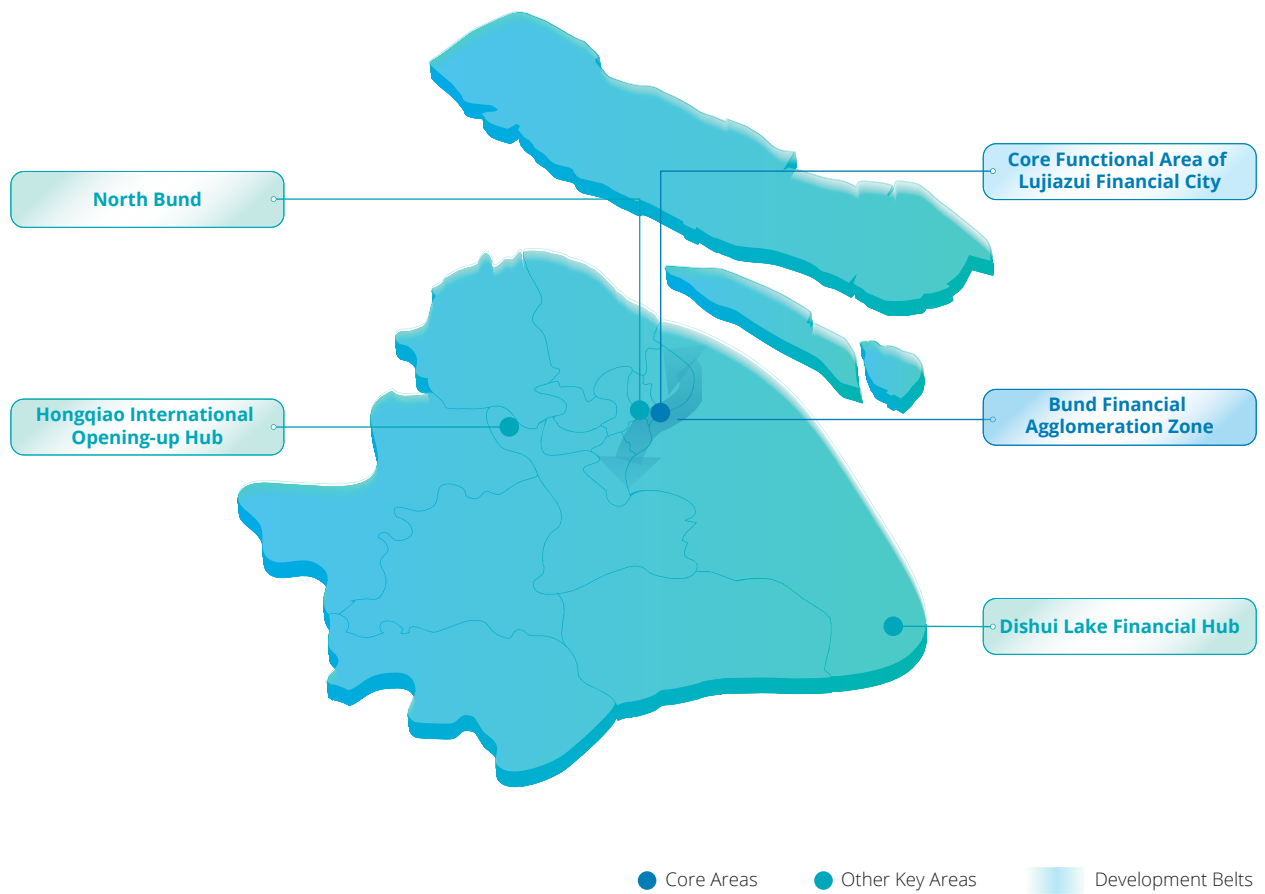 Core Functional Area of
Lujiazui Financial City
North Bund
Hongqiao International
Opening-up Hub
Bund Financial
Agglomeration Zone
Dishui Lake Financial Hub
Core Areas
Other Key Areas
Development Belts